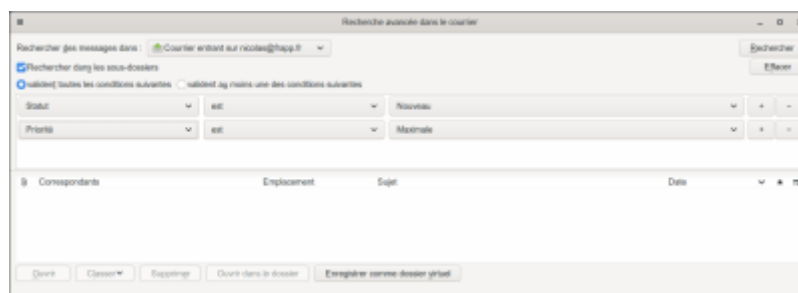 Recherche avancée dans le courrier
Rechercher des messages dans : Courrier entrant sur nicolas@frapp.fr Rechercher
Rechercher dans les sous-dossiers Effacer
valident toutes les conditions suivantes valident au moins une des conditions suivantes
Statut est Nouveau + -
Priorité est Maximale + -
Correspondants Emplacement Sujet Date
Ouvrir Classer Supprimer Ouvrir dans le dossier Enregistrer comme dossier virtuel